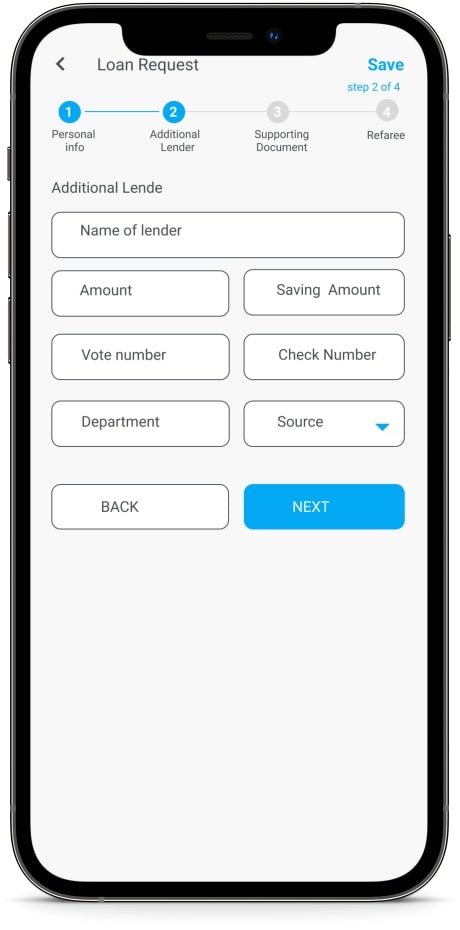 Loan Request Save
step 2 of 4
1 2 3 4
Personal Additional Supporting Refaree
info Lender Document
Additional Lende
Name of lender
Amount Saving Amount
Vote number Check Number
Department Source
BACK NEXT